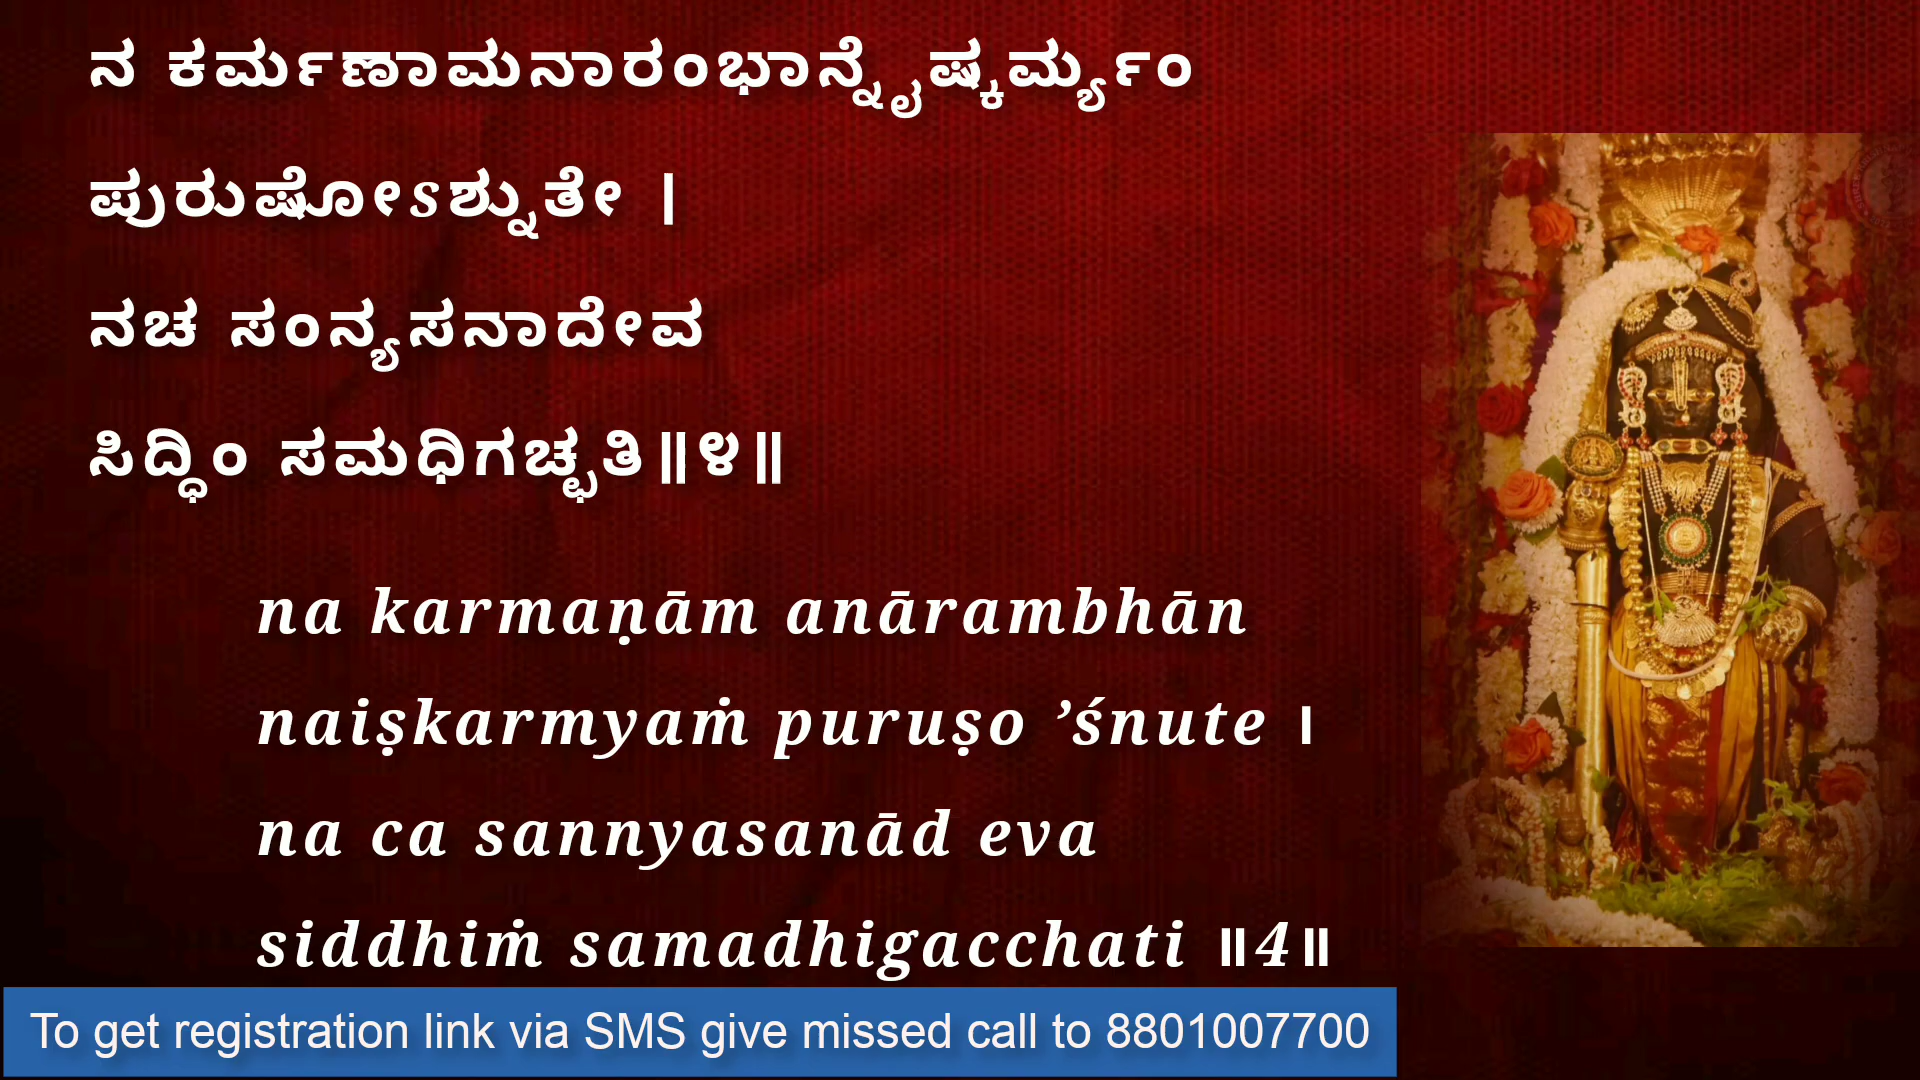 ನ ಕರ್ಮಣಾಮನಾರಂಭಾನ್ನೈಷ್ಕರ್ಮ್ಯಂ
ಪುರುಷೋಽಶ್ನುತೇ |
ನಚ ಸಂನ್ಯಸನಾದೇವ
ಸಿದ್ಧಿಂ ಸಮಧಿಗಚ್ಛತಿ॥೪॥
na karmaṇām anārambhān
naiṣkarmyaṁ puruṣo ’śnute ।
na ca sannyasanād eva
siddhiṁ samadhigacchati ॥4॥
To get registration link via SMS give missed call to 8801007700